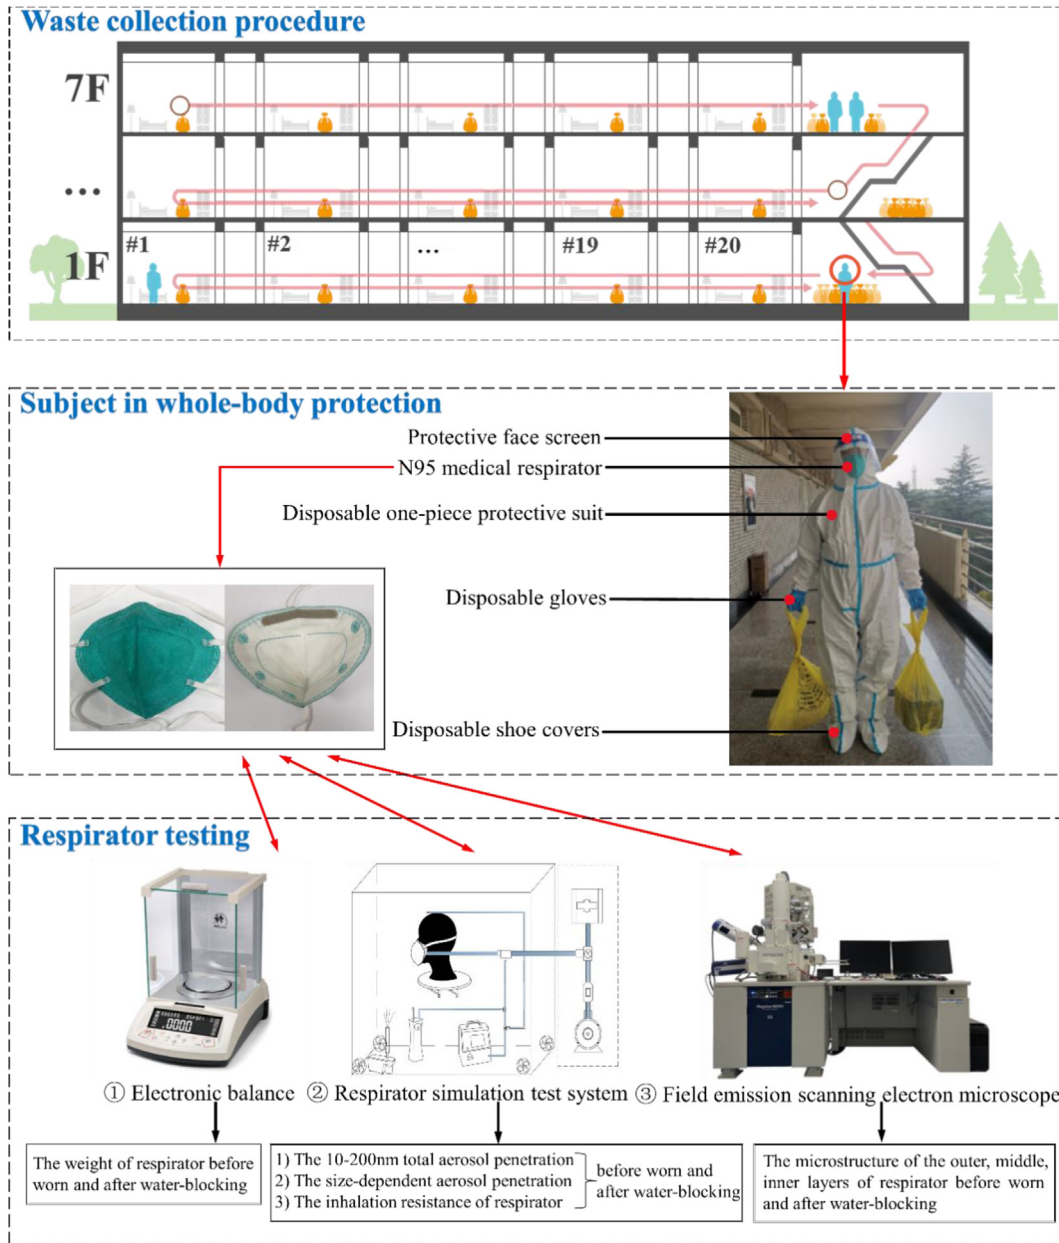 Waste collection procedure
7F
...
1F
#1
#2
...
#19
#20
Subject in whole-body protection
Protective face screen
N95 medical respirator
Disposable one-piece protective suit
Disposable gloves
Disposable shoe covers
Respirator testing
① Electronic balance
② Respirator simulation test system
③ Field emission scanning electron microscope
The weight of respirator before
worn and after water-blocking
1) The 10-200nm total aerosol penetration
2) The size-dependent aerosol penetration
3) The inhalation resistance of respirator
before worn and
after water-blocking
The microstructure of the outer, middle,
inner layers of respirator before worn
and after water-blocking